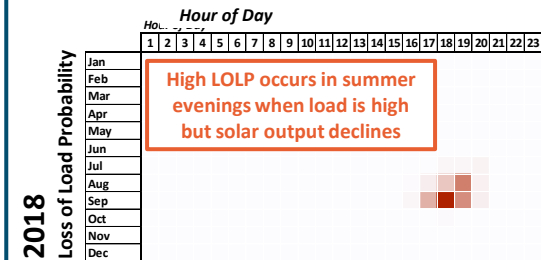 Hour of Day
1 2 3 4 5 6 7 8 9 10 11 12 13 14 15 16 17 18 19 20 21 22 23
Loss of Load Probability
2018
Jan
Feb
Mar
Apr
May
Jun
Jul
Aug
Sep
Oct
Nov
Dec
High LOLP occurs in summer
evenings when load is high
but solar output declines